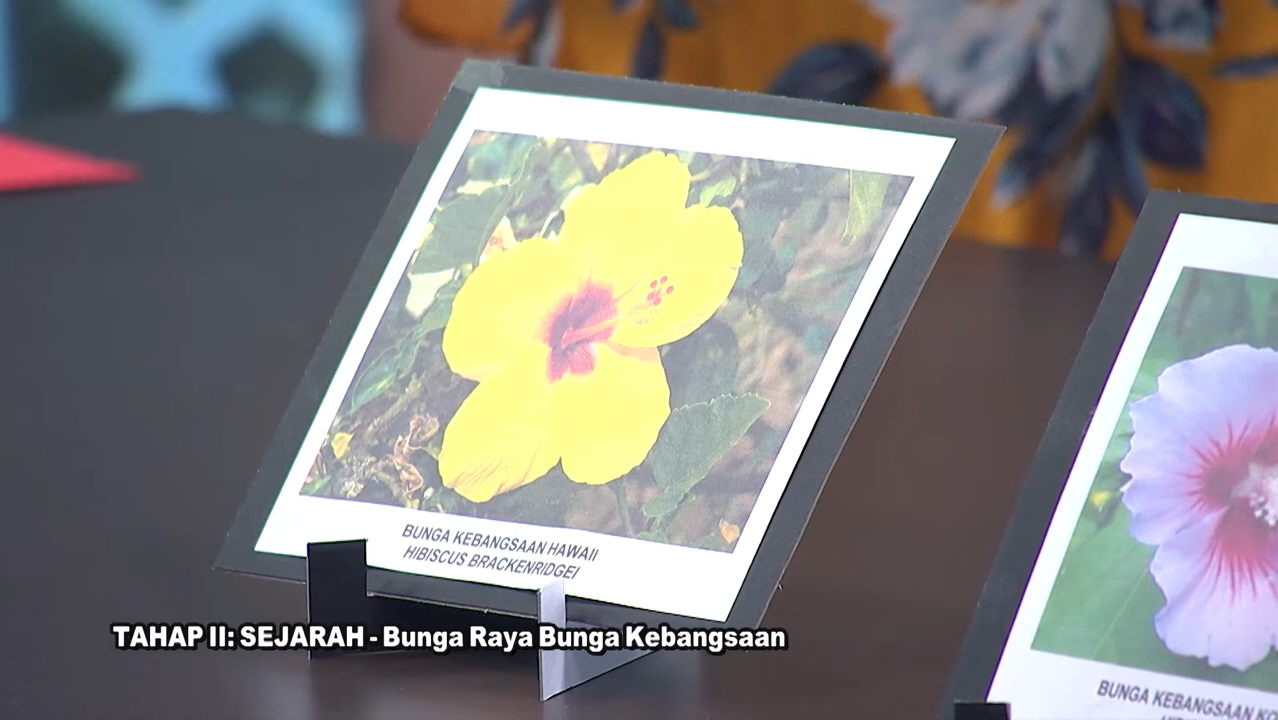 BUNGA KEBANGSAAN HAWAII
HIBISCUS BRACKENRIDGEI
TAHAP II: SEJARAH - Bunga Raya Bunga Kebangsaan
BUNGA KEBANGSAAN